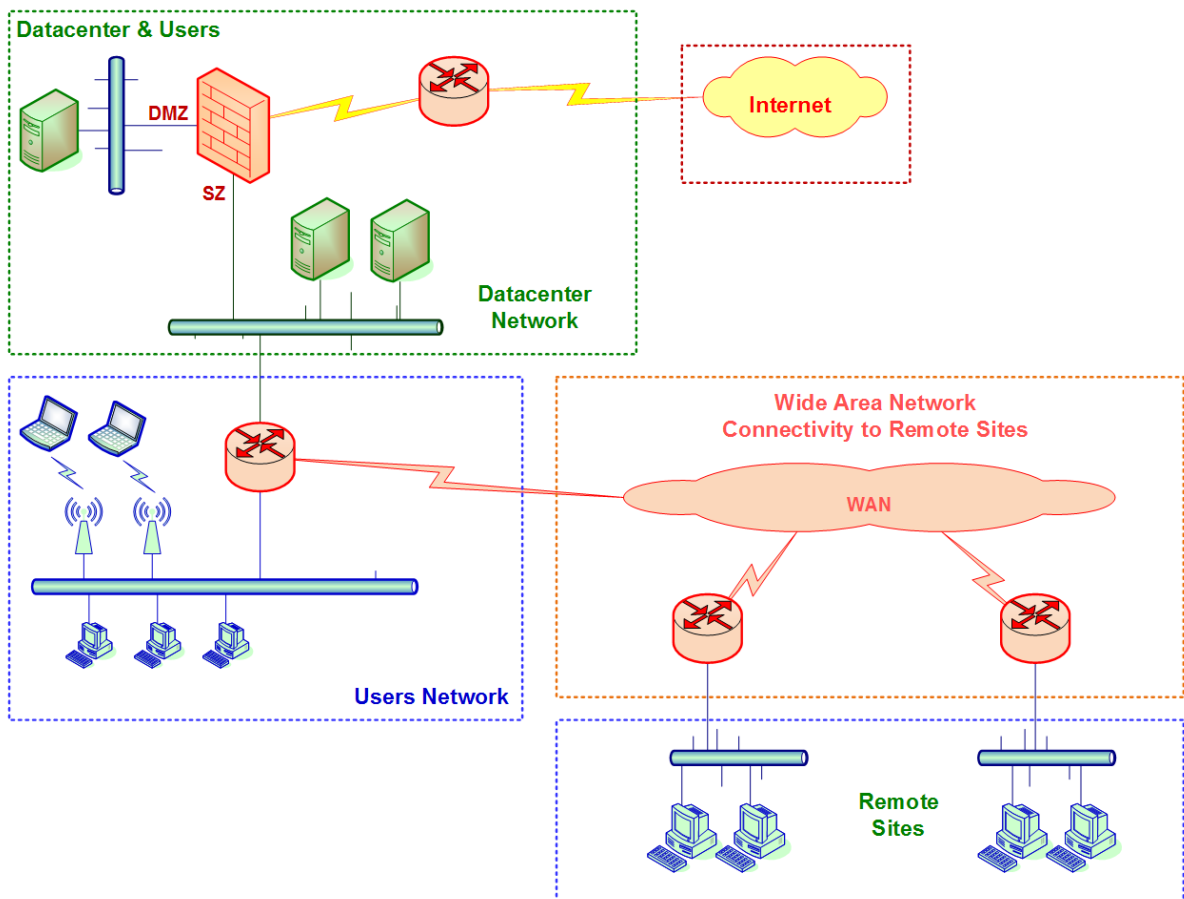 Datacenter & Users
DMZ
SZ
Internet
Datacenter
Network
Wide Area Network
Connectivity to Remote Sites
WAN
Users Network
Remote
Sites